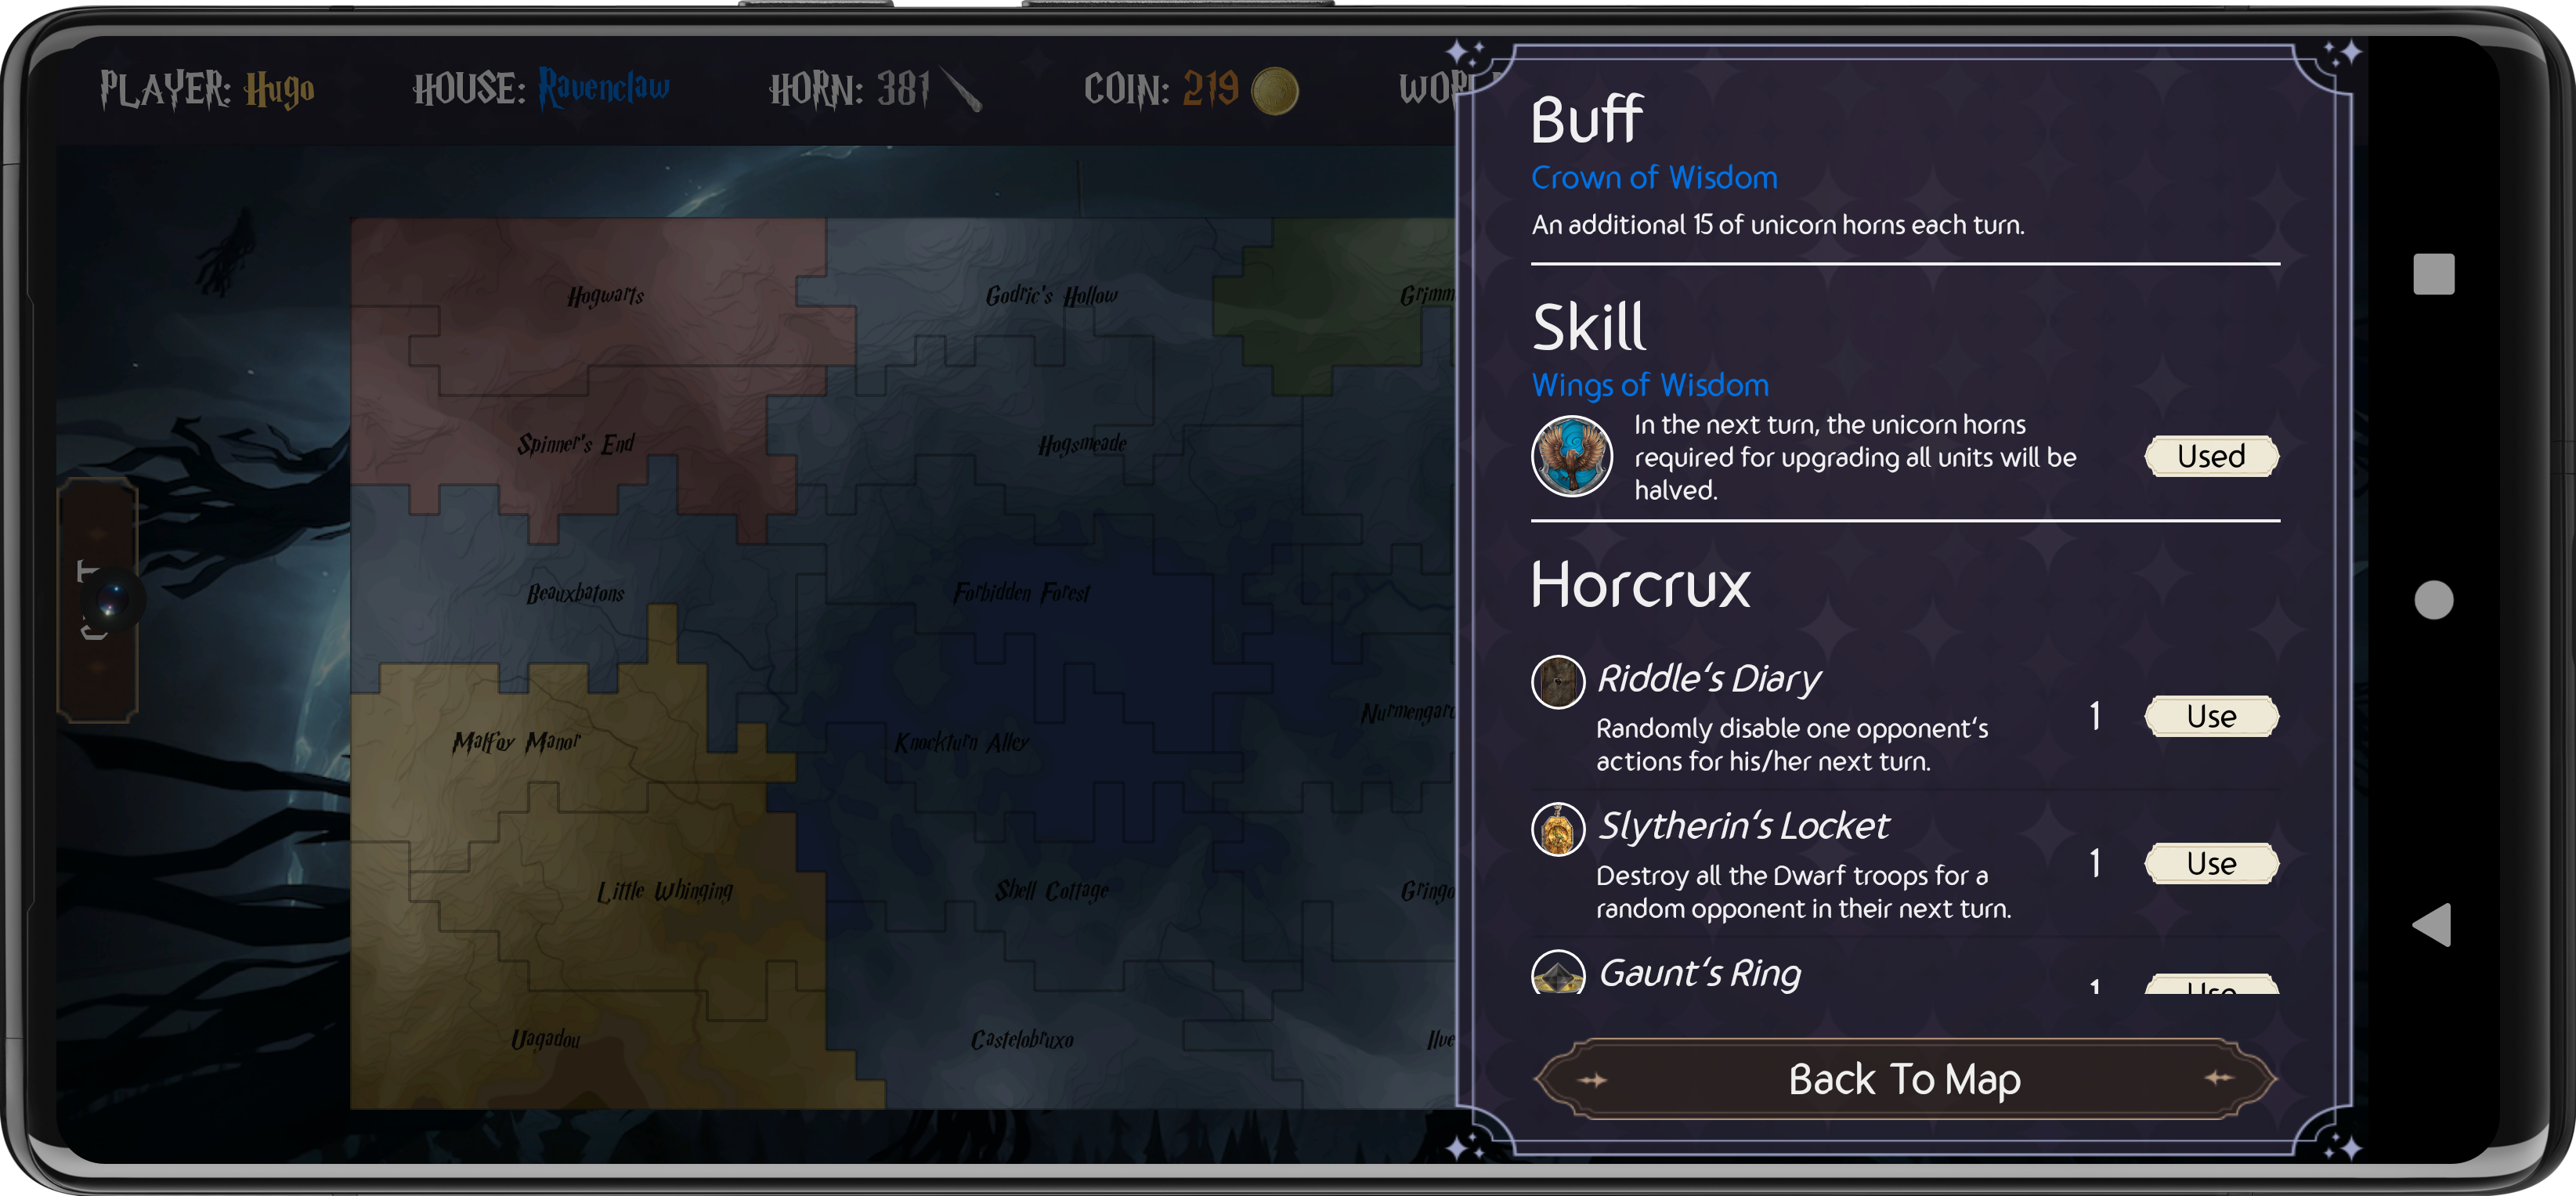 PLAYER: Hugo
HOUSE: Ravenclaw
HORN: 381
COIN: 219
Hogwarts
Godric's Hollow
Spinner's End
Hogsmeade
Beauxbatons
Forbidden Forest
Malfoy Manor
Knockturn Alley
Little Whinging
Shell Cottage
Uagadou
Castelobruxo
Buff
Crown of Wisdom
An additional 15 of unicorn horns each turn.
Skill
Wings of Wisdom
In the next turn, the unicorn horns
required for upgrading all units will be
halved.
Used
Horcrux
Riddle's Diary
Randomly disable one opponent's
actions for his/her next turn.
1
Use
Slytherin's Locket
Destroy all the Dwarf troops for a
random opponent in their next turn.
1
Use
Gaunt's Ring
1
Use
Back To Map